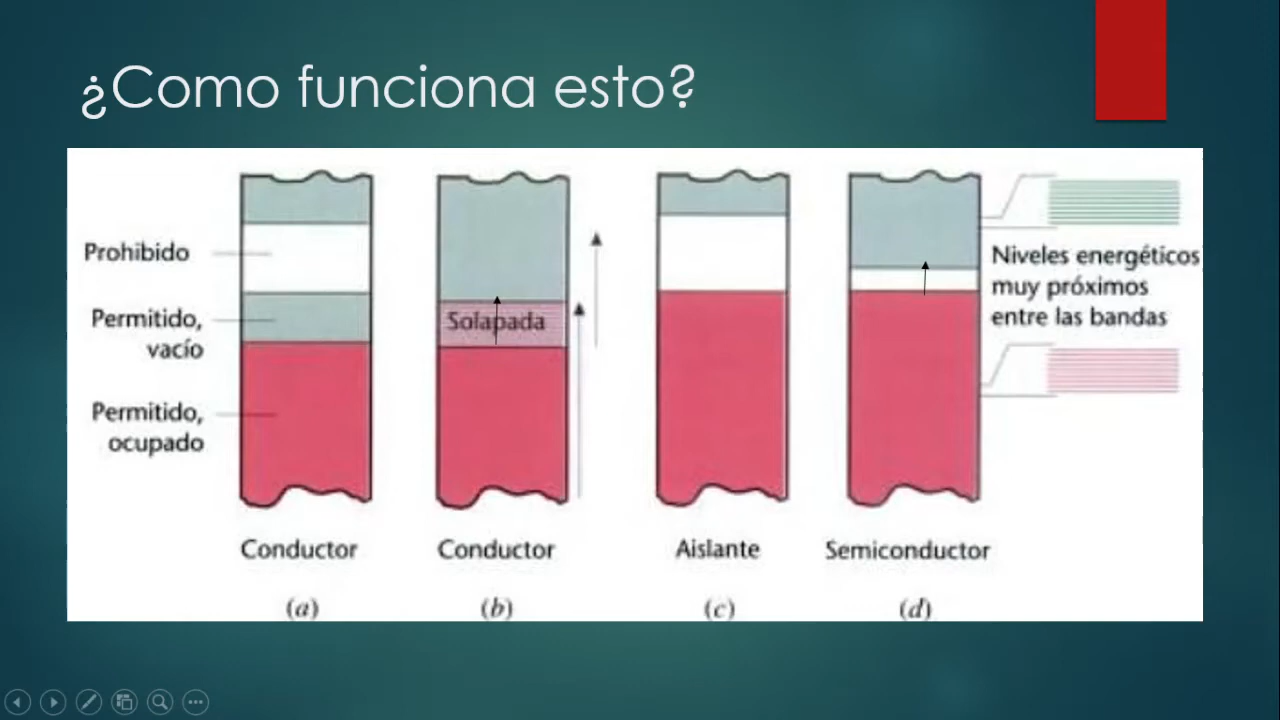 ¿Como funciona esto?
Prohibido
Permitido,
vacío
Permitido,
ocupado
Solapada
Niveles energéticos
muy próximos
entre las bandas
Conductor
Conductor
Aislante
Semiconductor
(a)
(b)
(c)
(d)